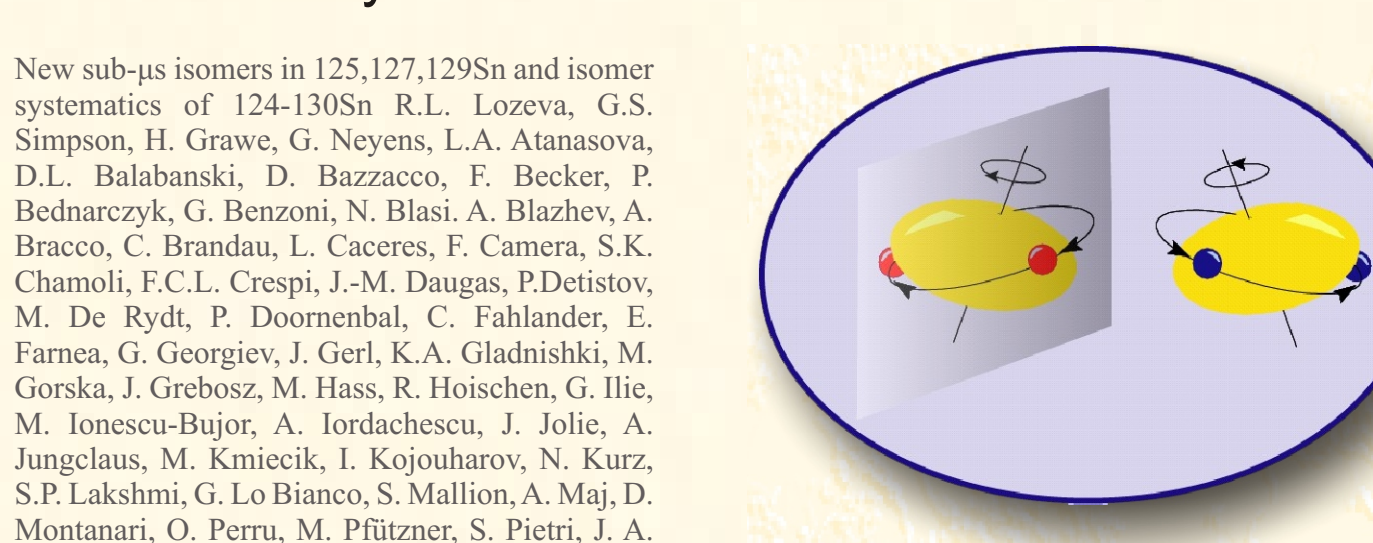 New sub-μs isomers in 125,127,129Sn and isomer
systematics of 124-130Sn R.L. Lozeva, G.S.
Simpson, H. Grawe, G. Neyens, L.A. Atanasova,
D.L. Balabanski, D. Bazzacco, F. Becker, P.
Bednarczyk, G. Benzoni, N. Blasi. A. Blazhev, A.
Bracco, C. Brandau, L. Caceres, F. Camera, S.K.
Chamoli, F.C.L. Crespi, J.-M. Daugas, P.Detistov,
M. De Rydt, P. Doornenbal, C. Fahlander, E.
Farnea, G. Georgiev, J. Gerl, K.A. Gladnishki, M.
Gorska, J. Grebosz, M. Hass, R. Hoischen, G. Ilie,
M. Ionescu-Bujor, A. Iordachescu, J. Jolie, A.
Jungclaus, M. Kmiecik, I. Kojouharov, N. Kurz,
S.P. Lakshmi, G. Lo Bianco, S. Mallion, A. Maj, D.
Montanari, O. Perru, M. Pfützner, S. Pietri, J. A.